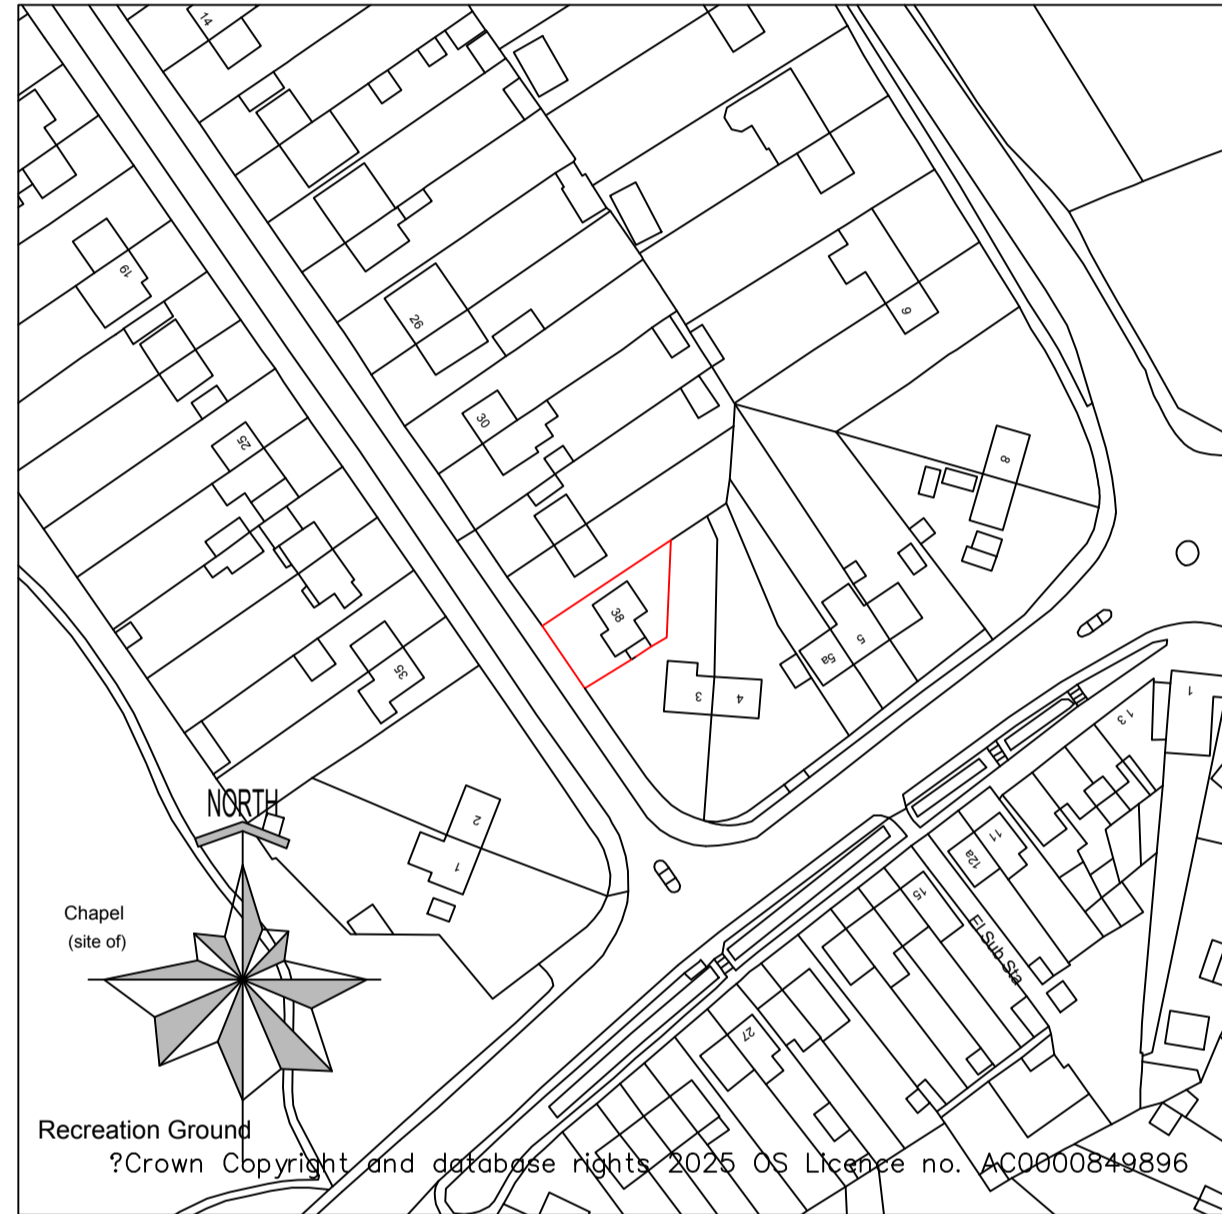 14
19
26
9
30
25
8
38
5
5a
35
3
4
1
13
NORTH
2
1
11
12a
15
Chapel
(site of)
El Sub Sta
27
Recreation Ground
?Crown Copyright and database rights 2025 OS Licence no. AC0000849896